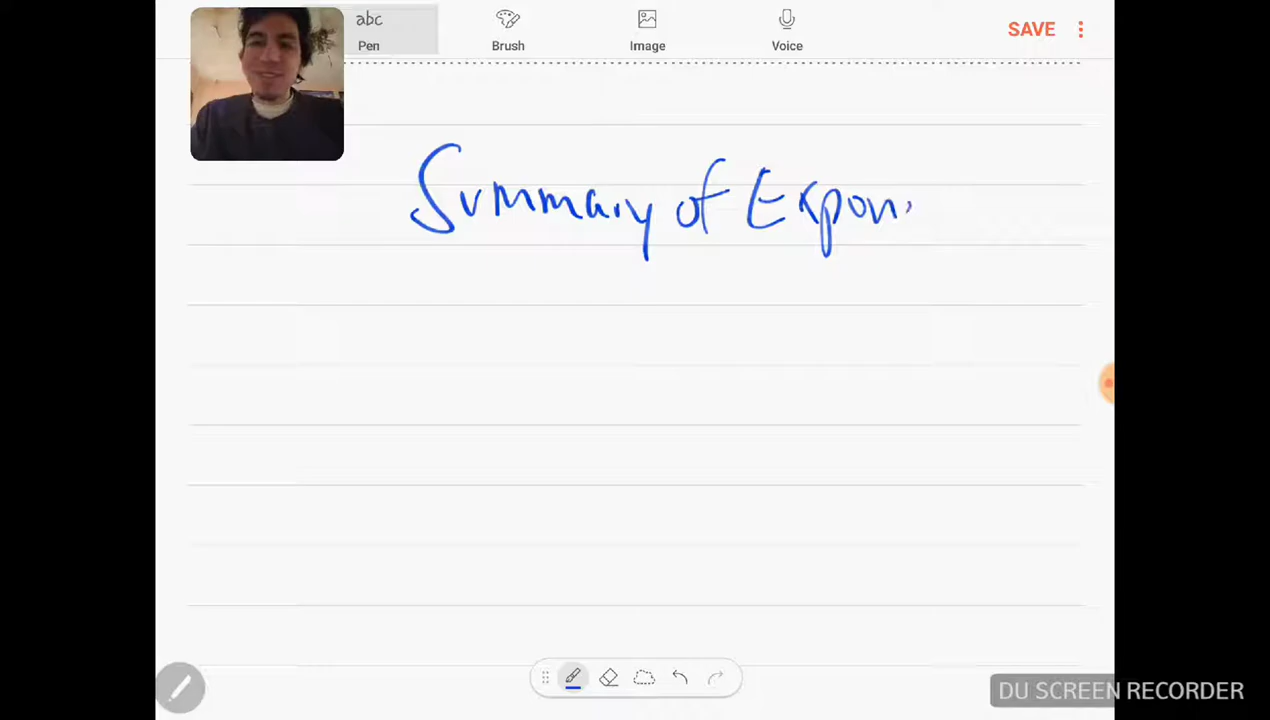 abc
Pen
Brush
Image
Voice
SAVE
Summary of Expon
DU SCREEN RECORDER